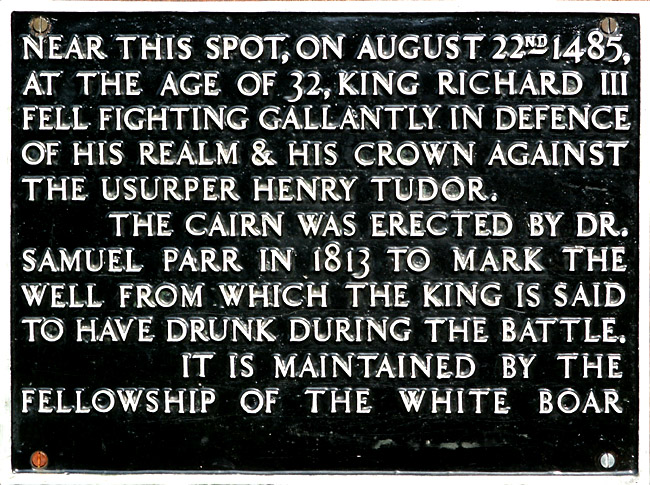 NEAR THIS SPOT, ON AUGUST 22ND 1485,
AT THE AGE OF 32, KING RICHARD III
FELL FIGHTING GALLANTLY IN DEFENCE
OF HIS REALM & HIS CROWN AGAINST
THE USURPER HENRY TUDOR.
THE CAIRN WAS ERECTED BY DR.
SAMUEL PARR IN 1813 TO MARK THE
WELL FROM WHICH THE KING IS SAID
TO HAVE DRUNK DURING THE BATTLE.
IT IS MAINTAINED BY THE
FELLOWSHIP OF THE WHITE BOAR